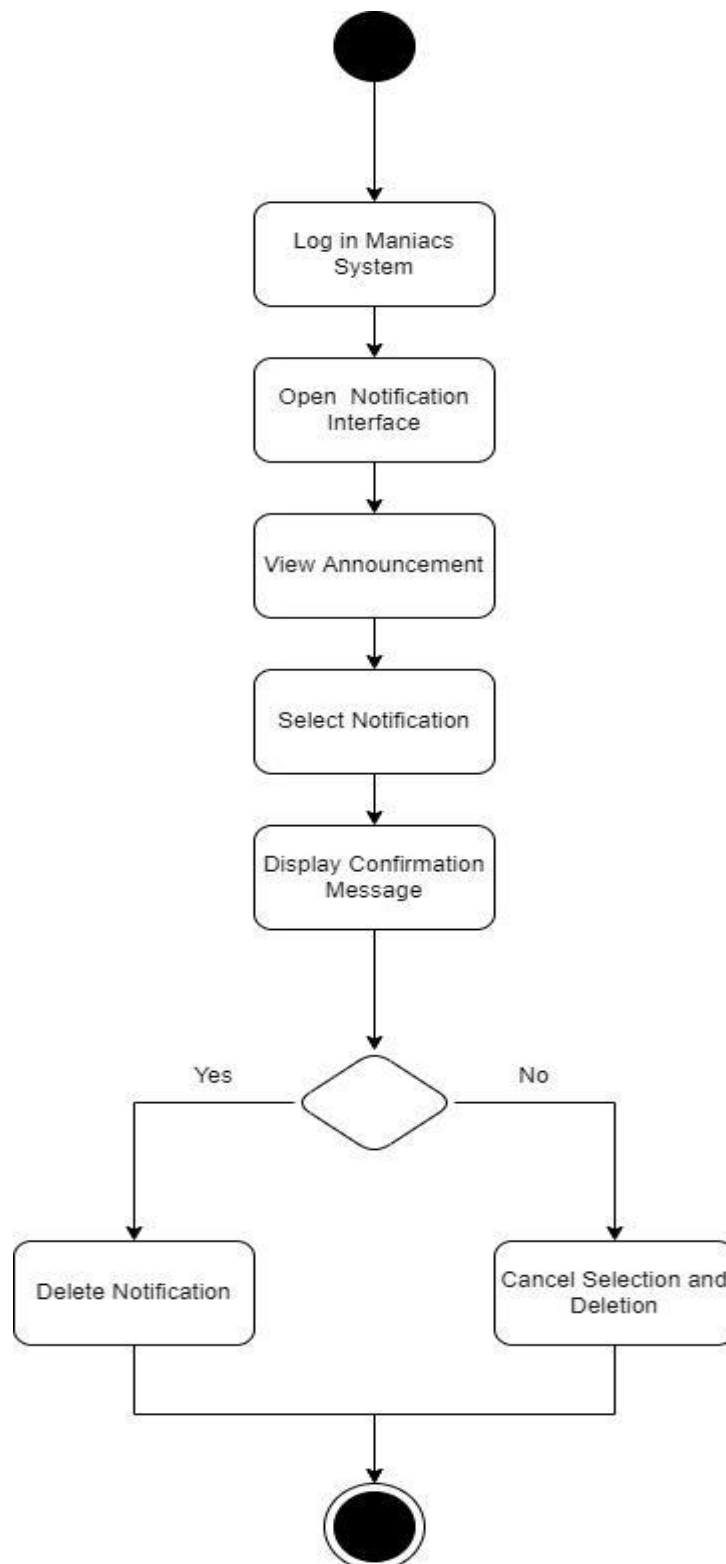 Log in Maniacs
System
Open  Notification
Interface
View Announcement
Select Notification
Display Confirmation
Message
Yes
No
Delete Notification
Cancel Selection and
Deletion